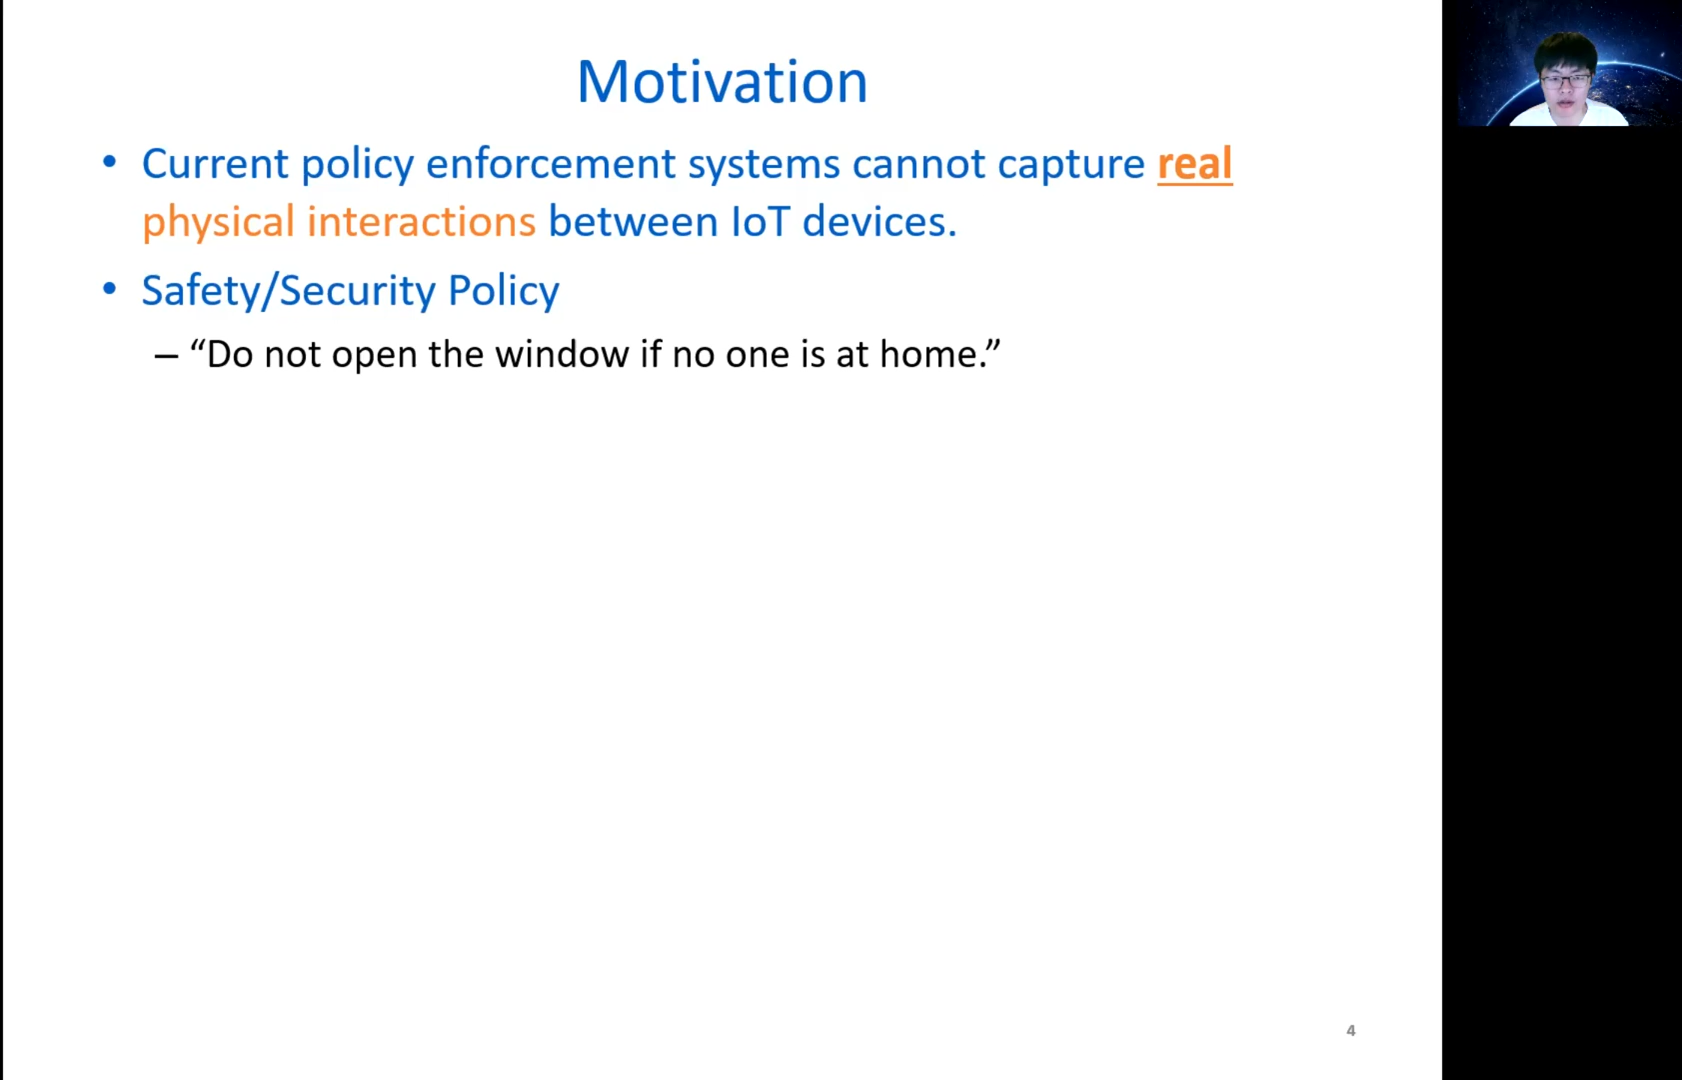 Motivation
• Current policy enforcement systems cannot capture real
physical interactions between IoT devices.
• Safety/Security Policy
– “Do not open the window if no one is at home.”
4